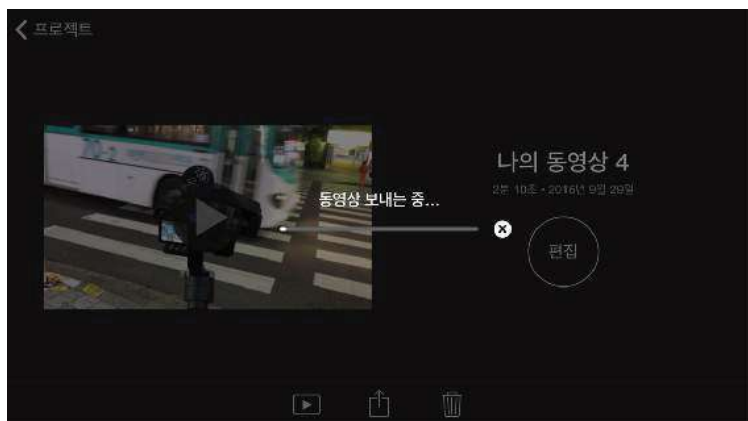 프로젝트
나의 동영상 4
2분 10초 • 2016년 9월 29일
동영상 보내는 중...
편집